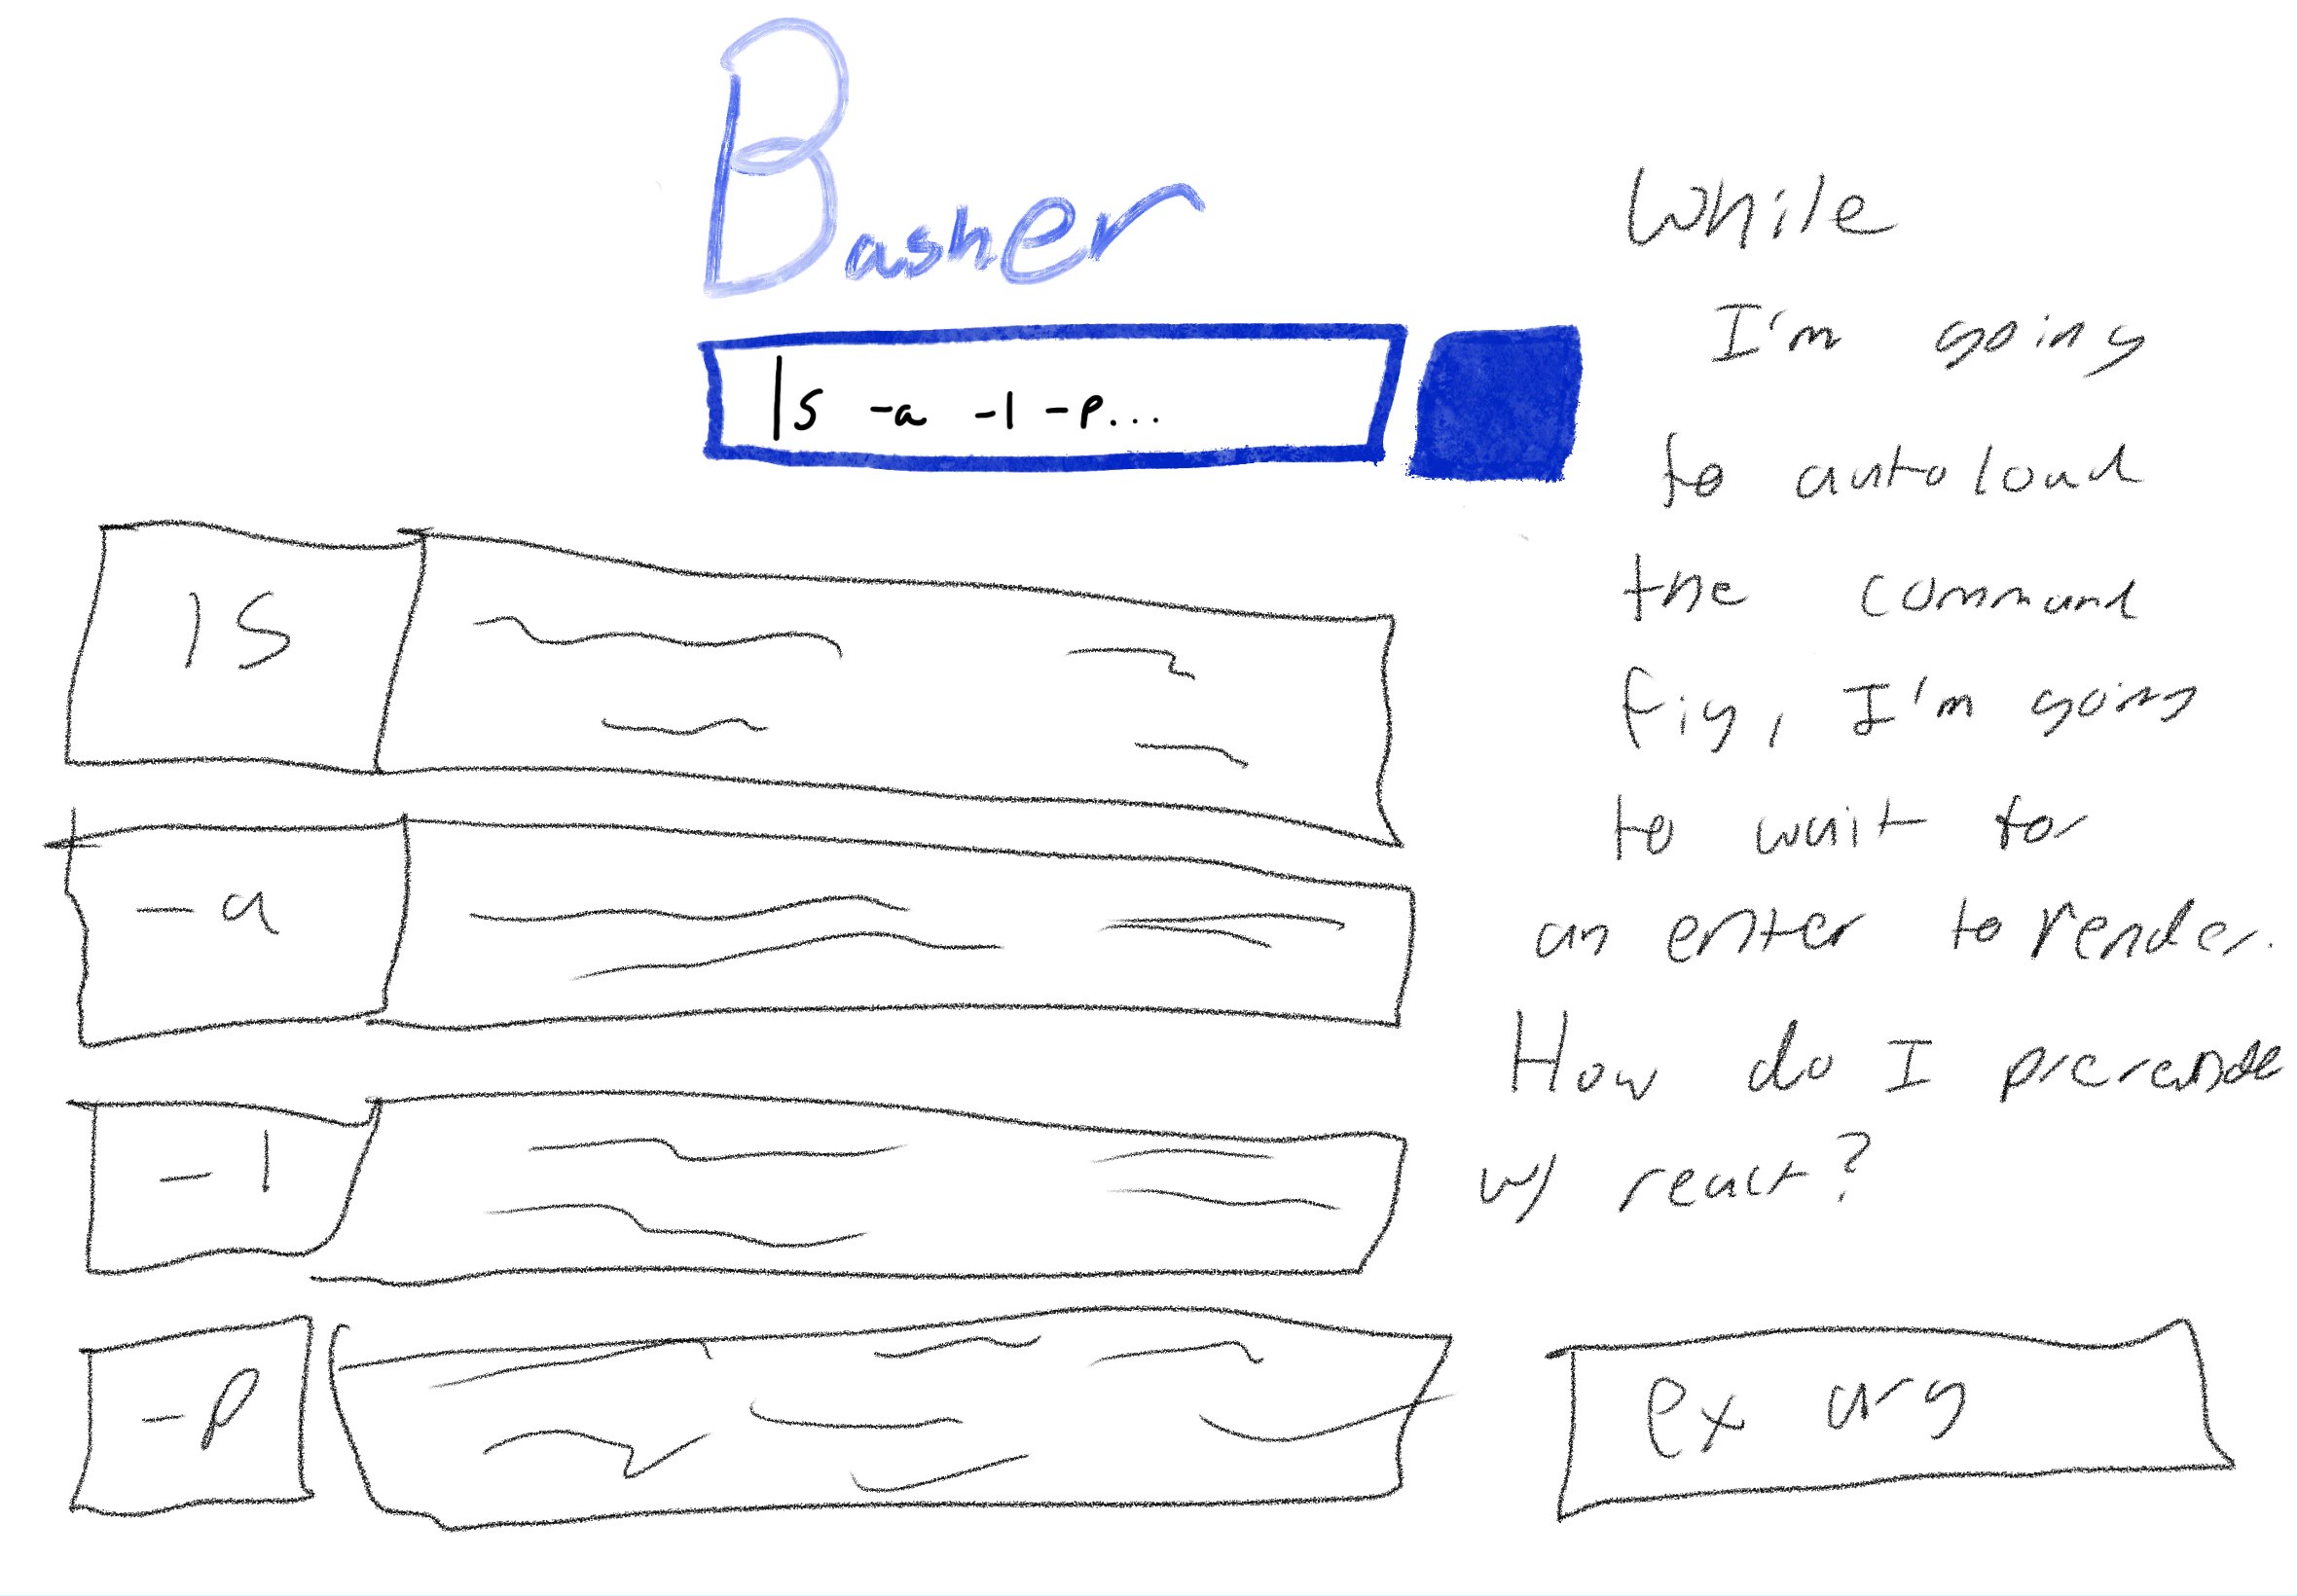 Basher
ls -a -l -p...
While
I'm going
to autoload
the command
fig, I'm going
to wait for
an enter to render.
How do I prerender
w/ react?
ls
-a
-l
-p
ex arg